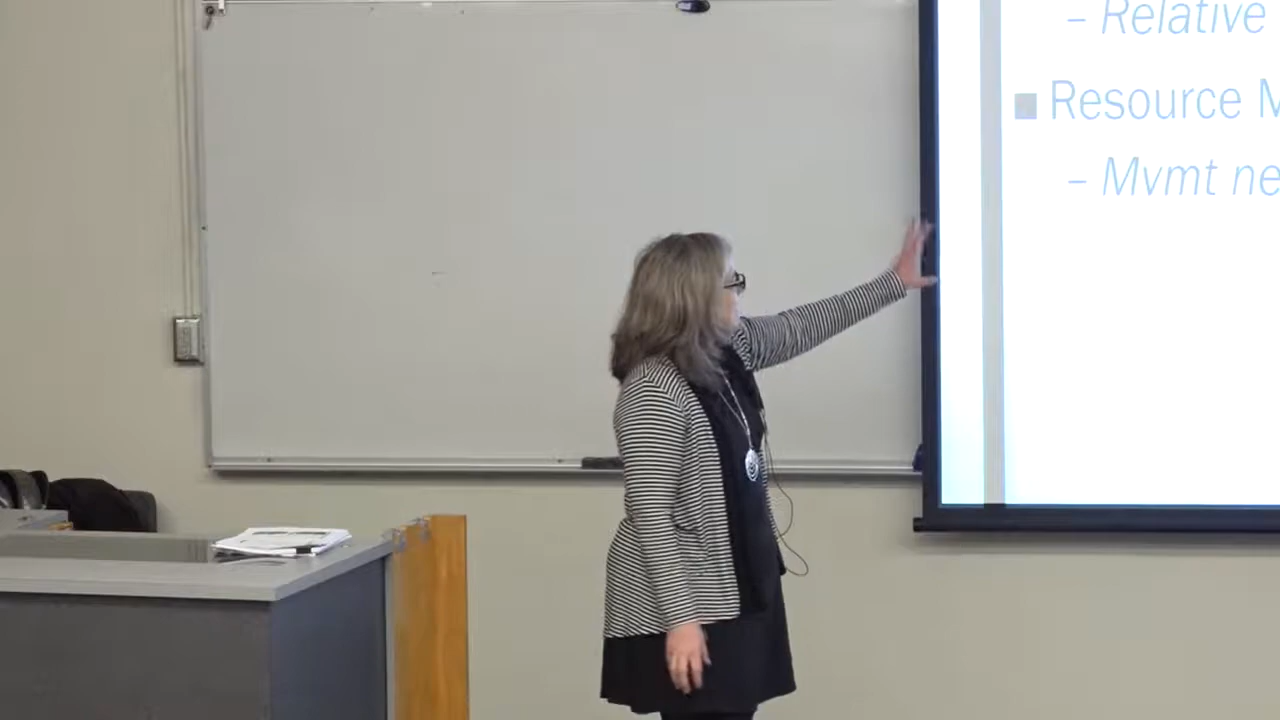 – Relative
■ Resource M
– Mvmt ne